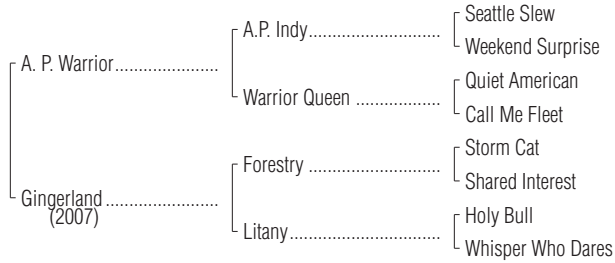 Seattle Slew
A.P. Indy
Weekend Surprise
A. P. Warrior
Quiet American
Warrior Queen
Call Me Fleet
Storm Cat
Forestry
Shared Interest
Gingerland
(2007)
Holy Bull
Litany
Whisper Who Dares